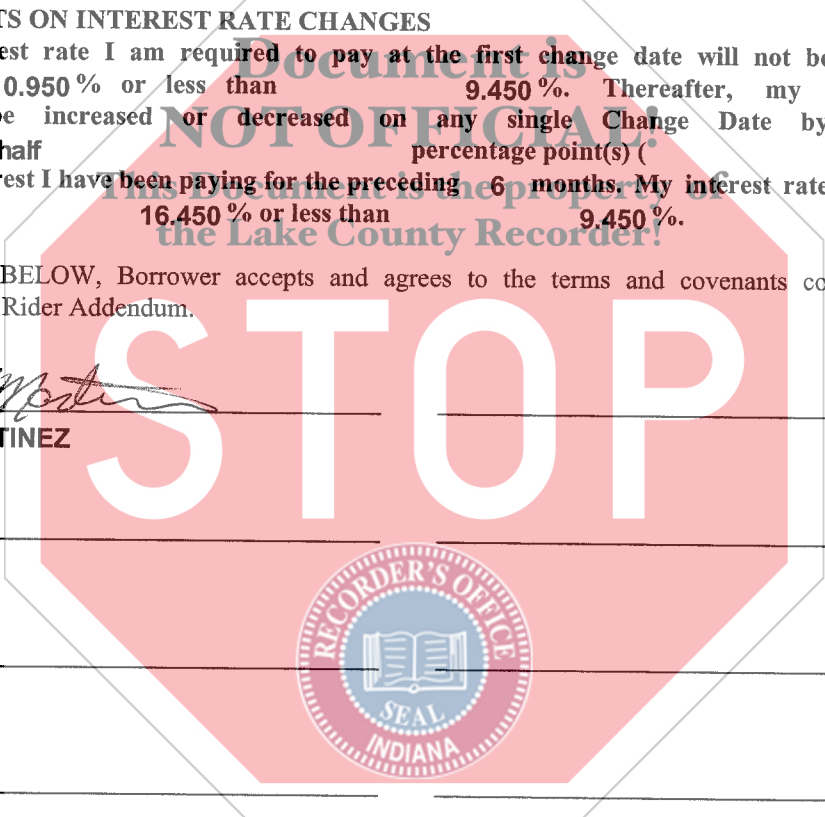 TS ON INTEREST RATE CHANGES
est rate I am required to pay at the first change date will not be
0.950 % or less than 9.450 %. Thereafter, my
be increased or decreased on any single Change Date by
half percentage point(s) (
rest I have been paying for the preceding 6 months. My interest rate
16.450 % or less than 9.450 %.
BELOW, Borrower accepts and agrees to the terms and covenants co
Rider Addendum.
TINEZ
Document is
NOT OFFICIAL!
This Document is the property of
the Lake County Recorder!
STOP
RECORDER'S OFFICE
SEAL
INDIANA